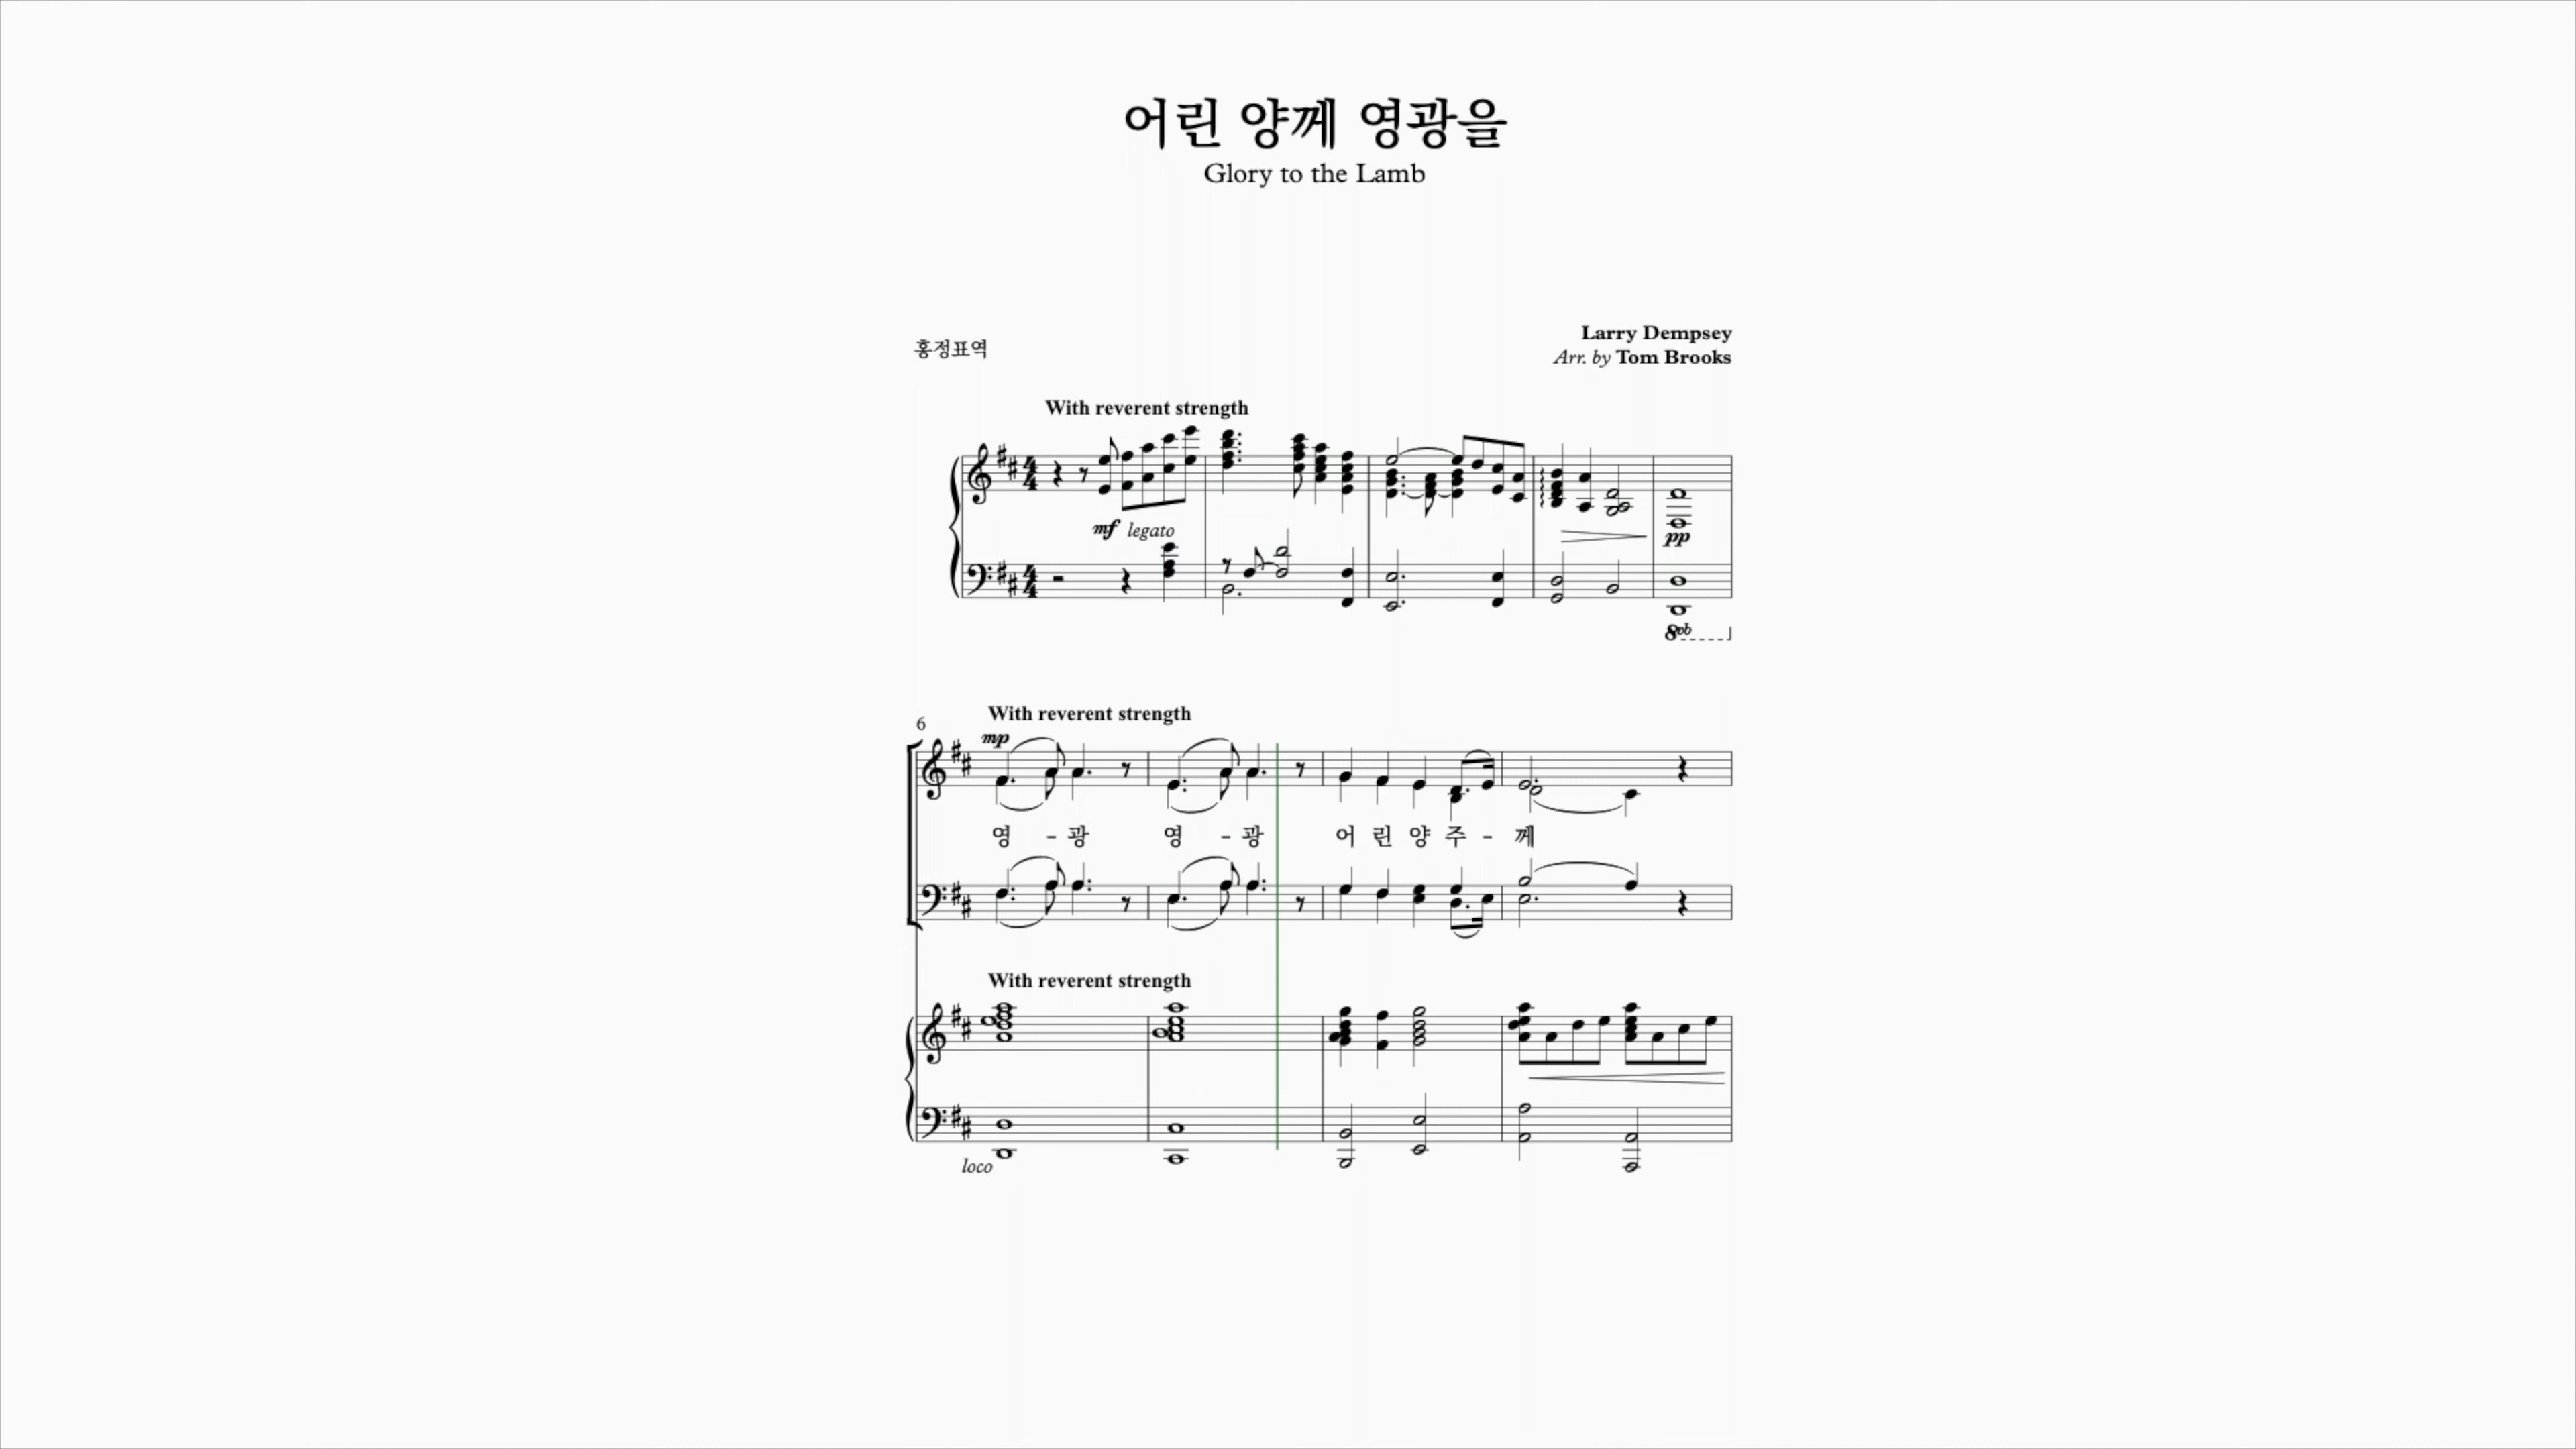 어린 양께 영광을
Glory to the Lamb
Larry Dempsey
홍정표역
Arr. by Tom Brooks
With reverent strength
mf legato
pp
8vb
With reverent strength
6
mp
영 - 광 영 - 광 어 린 양 주 - 께
With reverent strength
loco